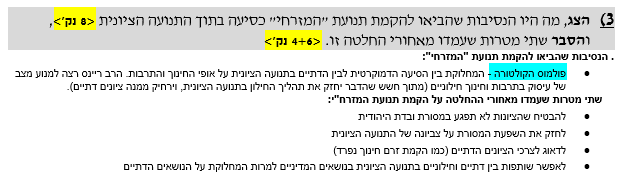 3) הצג, מה היו הנסיבות שהביאו להקמת תנועת "המזרחי" כסיעה בתוך התנועה הציונית <8 נק'>,
והסבר שתי מטרות שעמדו מאחורי החלטה זו. <4+6 נק'>
. הנסיבות שהביאו להקמת תנועת "המזרחי":
● פולמוס הקולטורה - המחלוקת בין הסיעה הדמוקרטית לבין הדתיים בתנועה הציונית על אופי החינוך והתרבות. הרב ריינס רצה למנוע מצב
של עיסוק בתרבות וחינוך חילוניים (מתוך חשש שהדבר יחזק את תהליך החילון בתנועה הציונית, וירחיק ממנה ציונים דתיים).
שתי מטרות שעמדו מאחורי ההחלטה על הקמת תנועת המזרח"י:
● להבטיח שהציונות לא תפגע במסורת ובדת היהודית
● לחזק את השפעת המסורת על צביונה של התנועה הציונית
● לדאוג לצרכי הציונים הדתיים (כמו הקמת זרם חינוך נפרד)
● לאפשר שותפות בין דתיים וחילוניים בתנועה הציונית בנושאים המדיניים למרות המחלוקת על הנושאים הדתיים